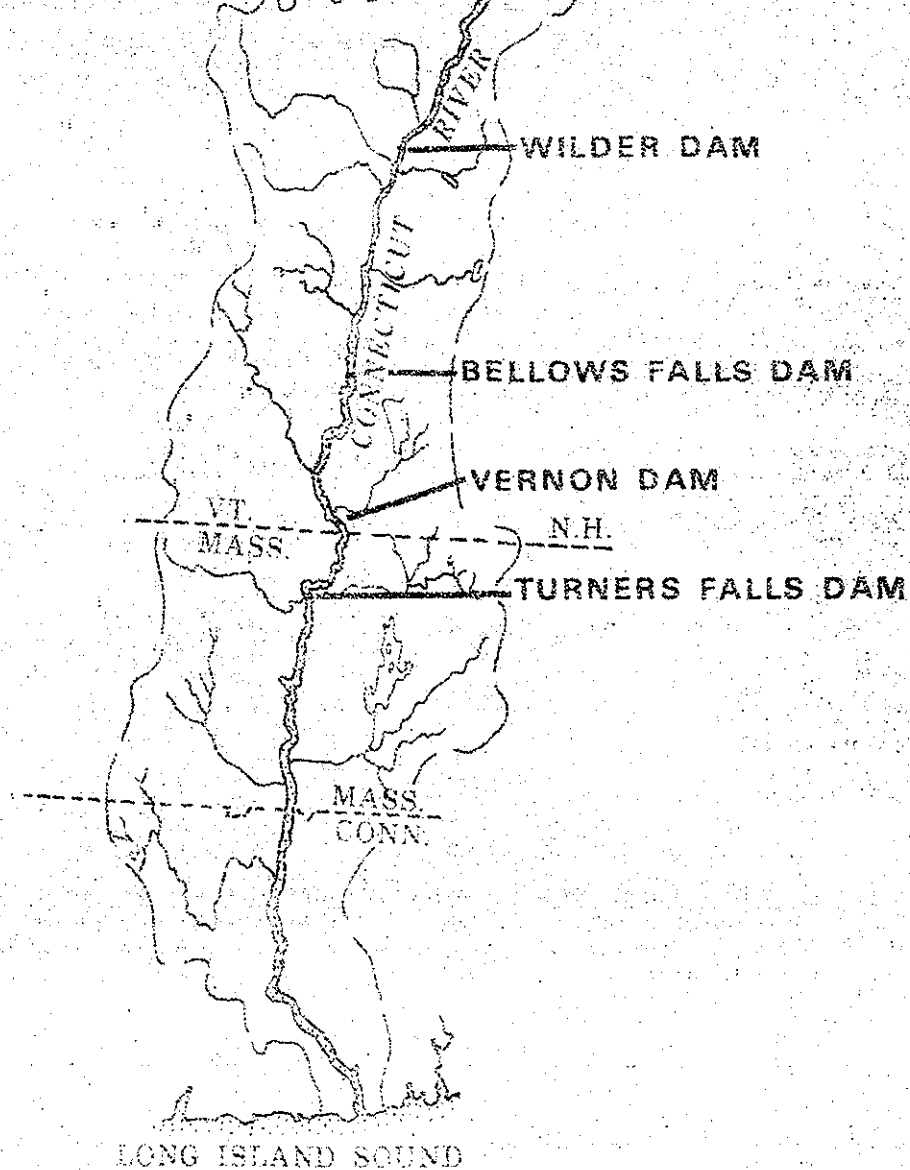 RIVER
WILDER DAM
CONNECTICUT
BELLOWS FALLS DAM
VERNON DAM
VT.
N.H.
MASS.
TURNERS FALLS DAM
MASS.
CONN.
LONG ISLAND SOUND